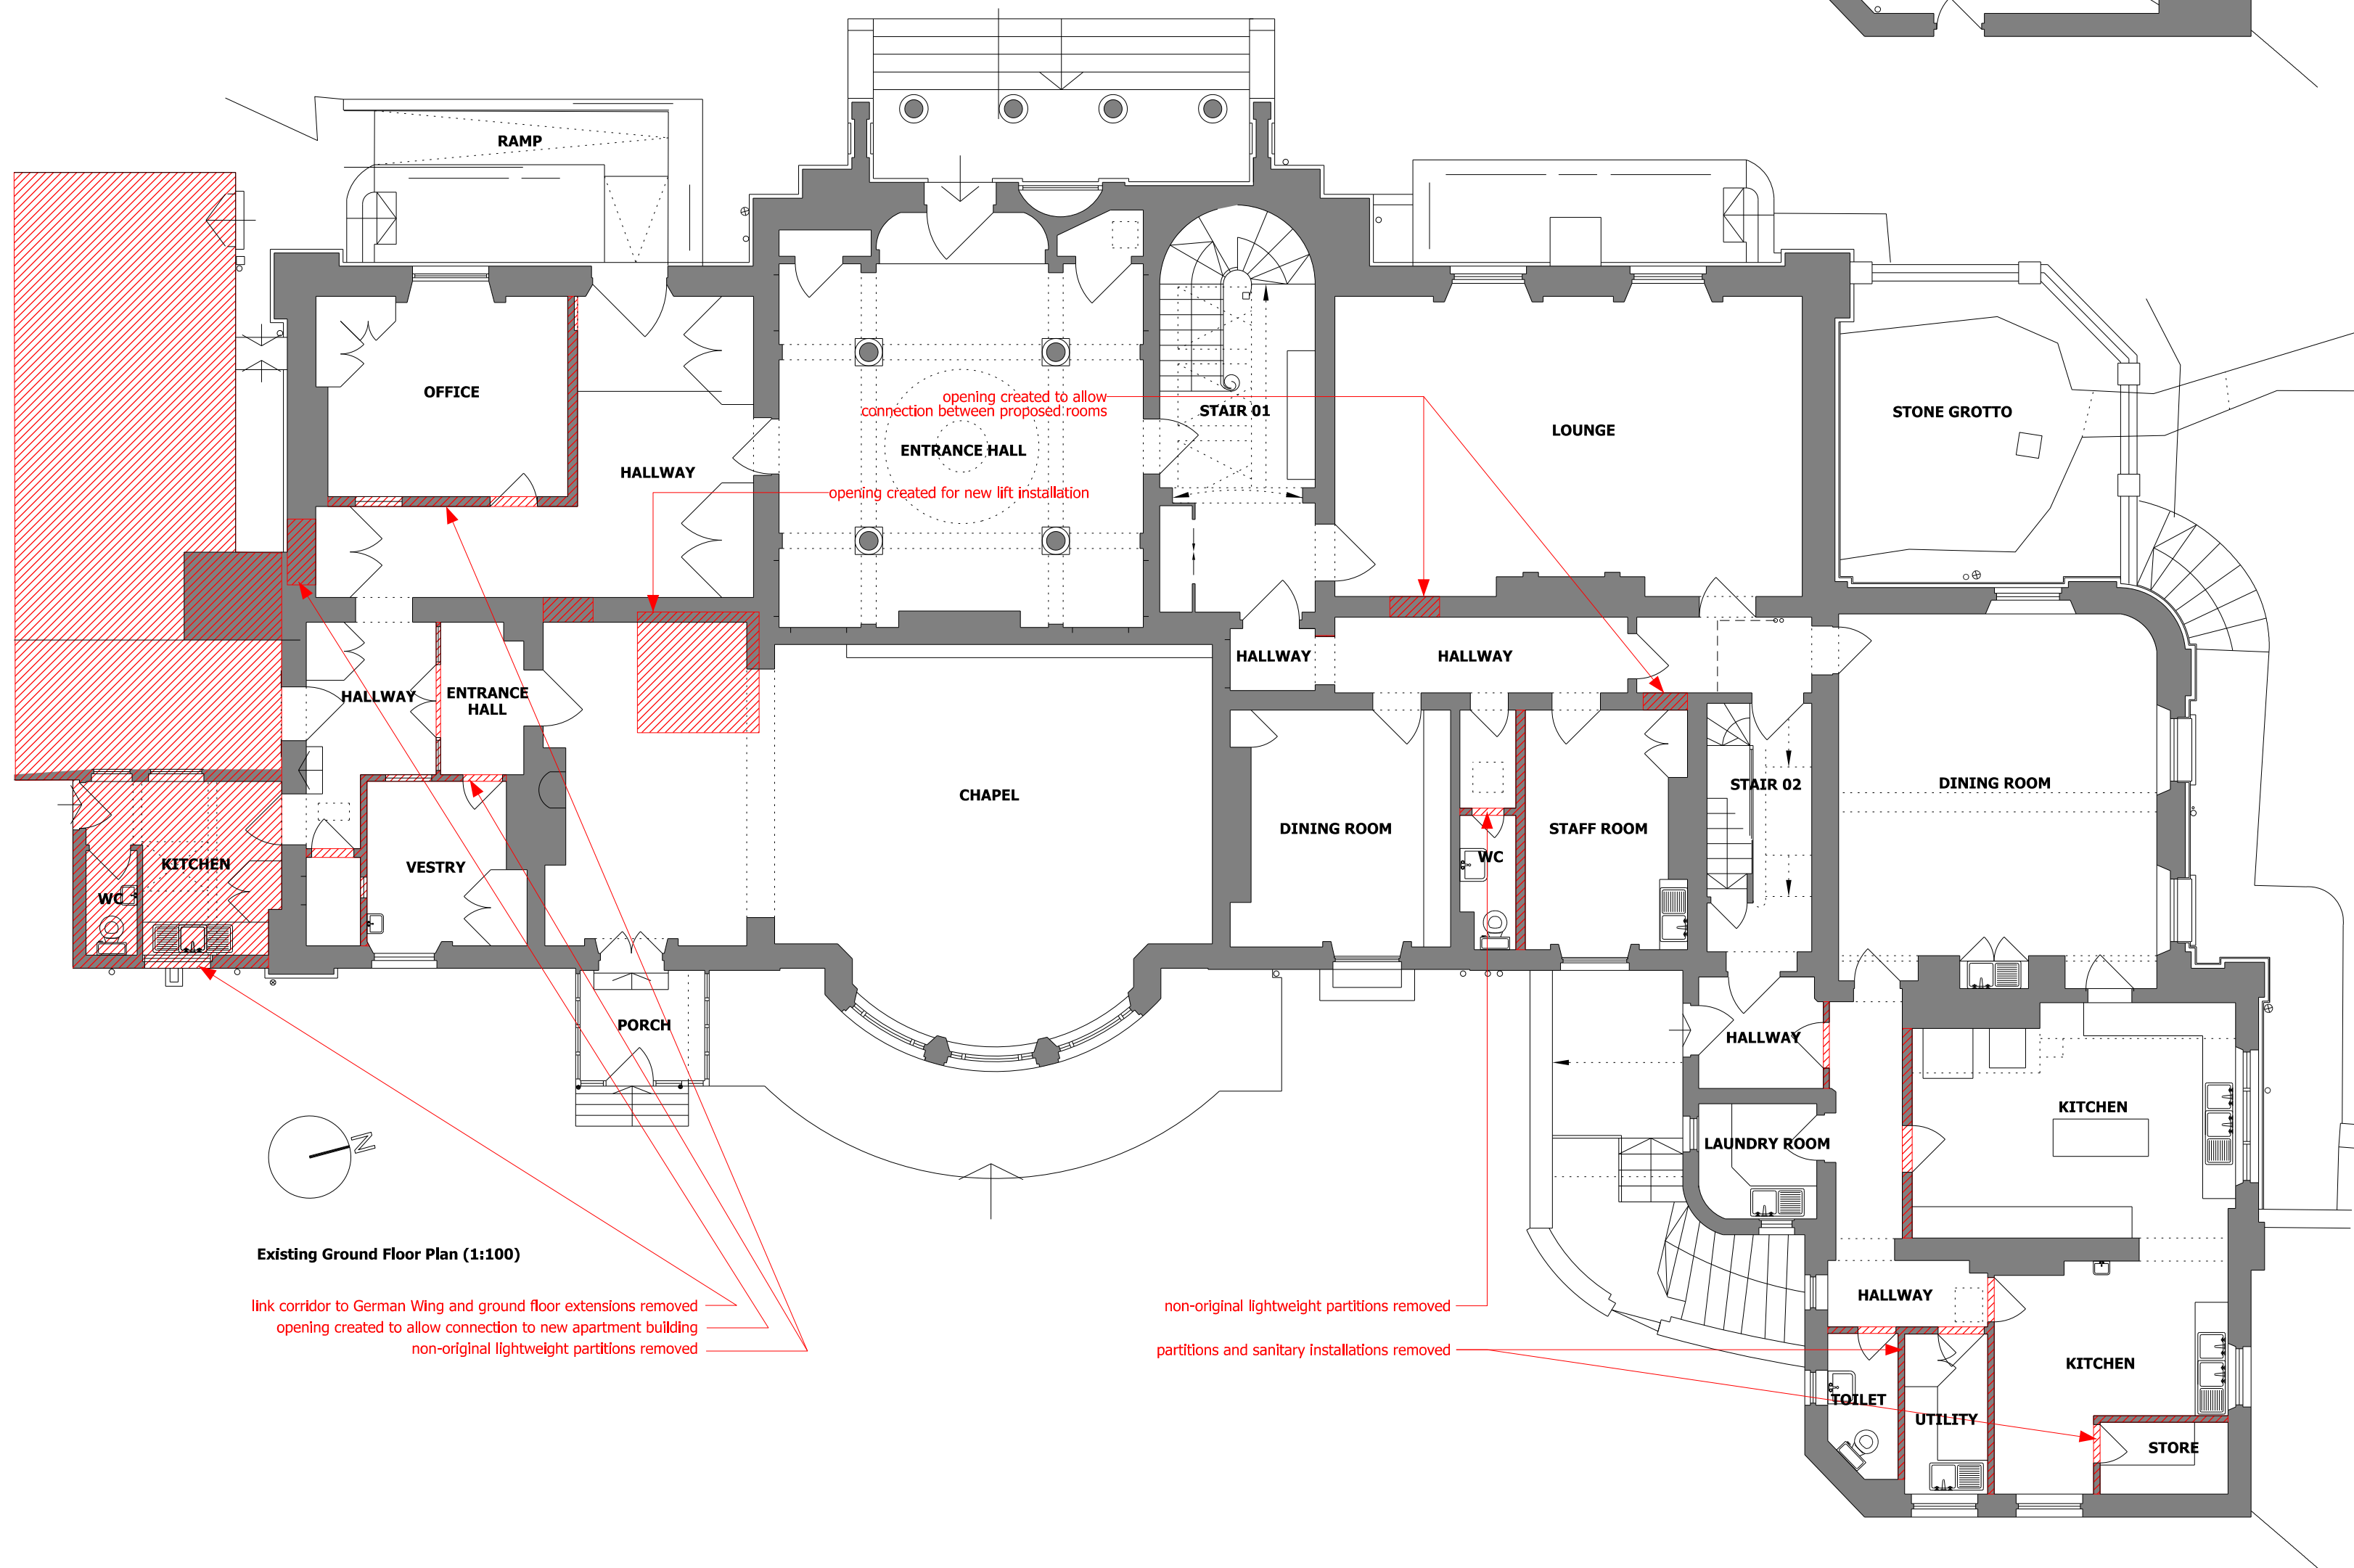 RAMP
OFFICE
STAIR 01
STONE GROTTO
opening created to allow
connection between proposed rooms
LOUNGE
ENTRANCE HALL
HALLWAY
opening created for new lift installation
HALLWAY
HALLWAY
HALLWAY
ENTRANCE
HALL
CHAPEL
STAIR 02
DINING ROOM
DINING ROOM
STAFF ROOM
WC
KITCHEN
VESTRY
WC
PORCH
HALLWAY
KITCHEN
LAUNDRY ROOM
N
Existing Ground Floor Plan (1:100)
link corridor to German Wing and ground floor extensions removed
opening created to allow connection to new apartment building
non-original lightweight partitions removed
non-original lightweight partitions removed
partitions and sanitary installations removed
HALLWAY
KITCHEN
TOILET
UTILITY
STORE